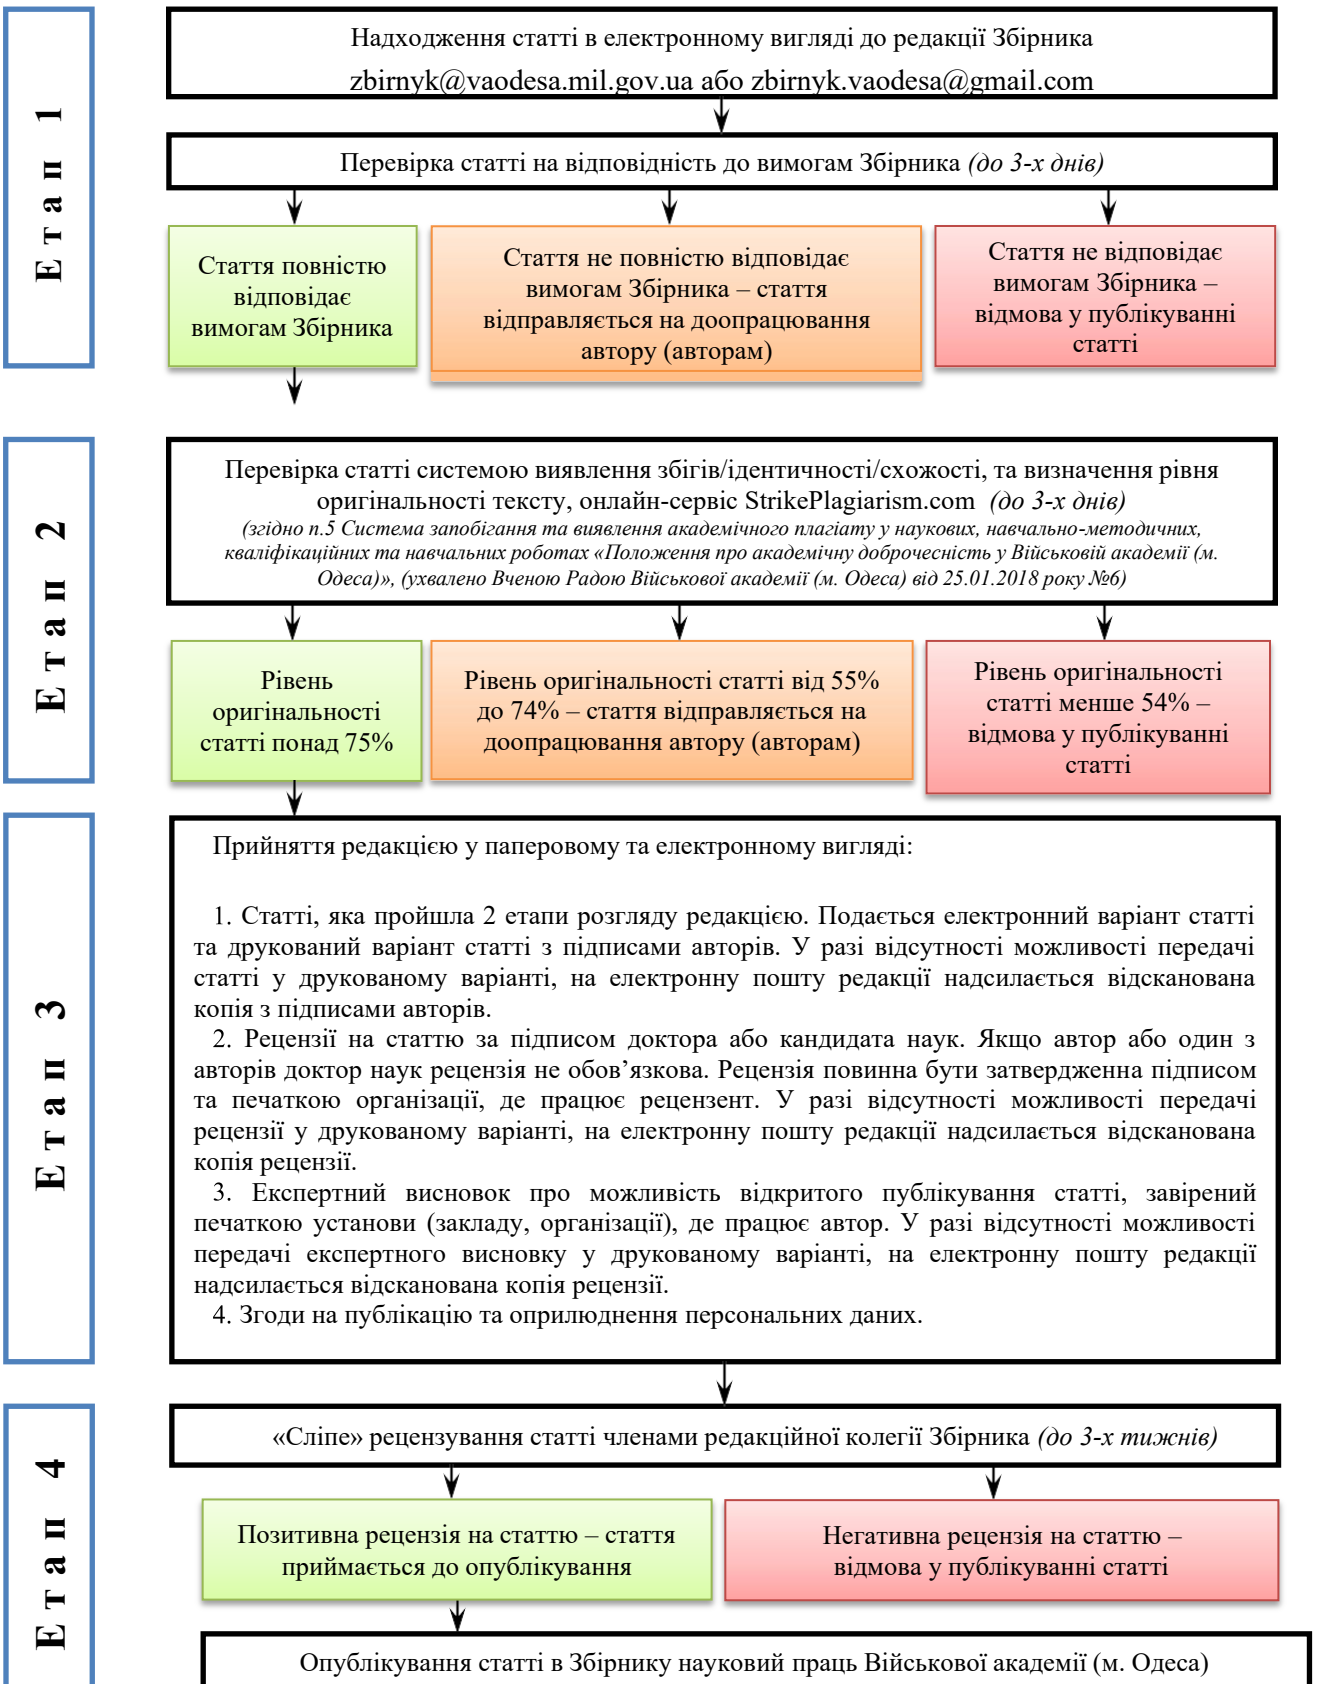 Етап 1
Надходження статті в електронному вигляді до редакції Збірника
zbirnyk@vaodesa.mil.gov.ua або zbirnyk.vaodesa@gmail.com
Перевірка статті на відповідність до вимогам Збірника (до 3-х днів)
Стаття повністю
відповідає
вимогам Збірника
Стаття не повністю відповідає
вимогам Збірника – стаття
відправляється на доопрацювання
автору (авторам)
Стаття не відповідає
вимогам Збірника –
відмова у публікуванні
статті
Етап 2
Перевірка статті системою виявлення збігів/ідентичності/схожості, та визначення рівня
оригінальності тексту, онлайн-сервіс StrikePlagiarism.com (до 3-х днів)
(згідно п.5 Система запобігання та виявлення академічного плагіату у наукових, навчально-методичних,
кваліфікаційних та навчальних роботах «Положення про академічну доброчесність у Військовій академії (м.
Одеса)», (ухвалено Вченою Радою Військової академії (м. Одеса) від 25.01.2018 року №6)
Рівень
оригінальності
статті понад 75%
Рівень оригінальності статті від 55%
до 74% – стаття відправляється на
доопрацювання автору (авторам)
Рівень оригінальності
статті менше 54% –
відмова у публікуванні
статті
Етап 3
Прийняття редакцією у паперовому та електронному вигляді:
1. Статті, яка пройшла 2 етапи розгляду редакцією. Подається електронний варіант статті
та друкований варіант статті з підписами авторів. У разі відсутності можливості передачі
статті у друкованому варіанті, на електронну пошту редакції надсилається відсканована
копія з підписами авторів.
2. Рецензії на статтю за підписом доктора або кандидата наук. Якщо автор або один з
авторів доктор наук рецензія не обов’язкова. Рецензія повинна бути затвердженна підписом
та печаткою організації, де працює рецензент. У разі відсутності можливості передачі
рецензії у друкованому варіанті, на електронну пошту редакції надсилається відсканована
копія рецензії.
3. Експертний висновок про можливість відкритого публікування статті, завірений
печаткою установи (закладу, організації), де працює автор. У разі відсутності можливості
передачі експертного висновку у друкованому варіанті, на електронну пошту редакції
надсилається відсканована копія рецензії.
4. Згоди на публікацію та оприлюднення персональних даних.
Етап 4
«Сліпе» рецензування статті членами редакційної колегії Збірника (до 3-х тижнів)
Позитивна рецензія на статтю – стаття
приймається до опублікування
Негативна рецензія на статтю –
відмова у публікуванні статті
Опублікування статті в Збірнику науковий праць Військової академії (м. Одеса)